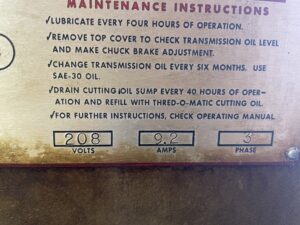 MAINTENANCE INSTRUCTIONS
✓LUBRICATE EVERY FOUR HOURS OF OPERATION.
✓REMOVE TOP COVER TO CHECK TRANSMISSION OIL LEVEL
AND MAKE CHUCK BRAKE ADJUSTMENT.
✓CHANGE TRANSMISSION OIL EVERY SIX MONTHS. USE
SAE-30 OIL.
✓DRAIN CUTTING OIL SUMP EVERY 40 HOURS OF OPER-
ATION AND REFILL WITH THRED-O-MATIC CUTTING OIL.
✓FOR FURTHER INSTRUCTIONS, CHECK OPERATING MANUAL.
208 9.2 3
VOLTS AMPS PHASE